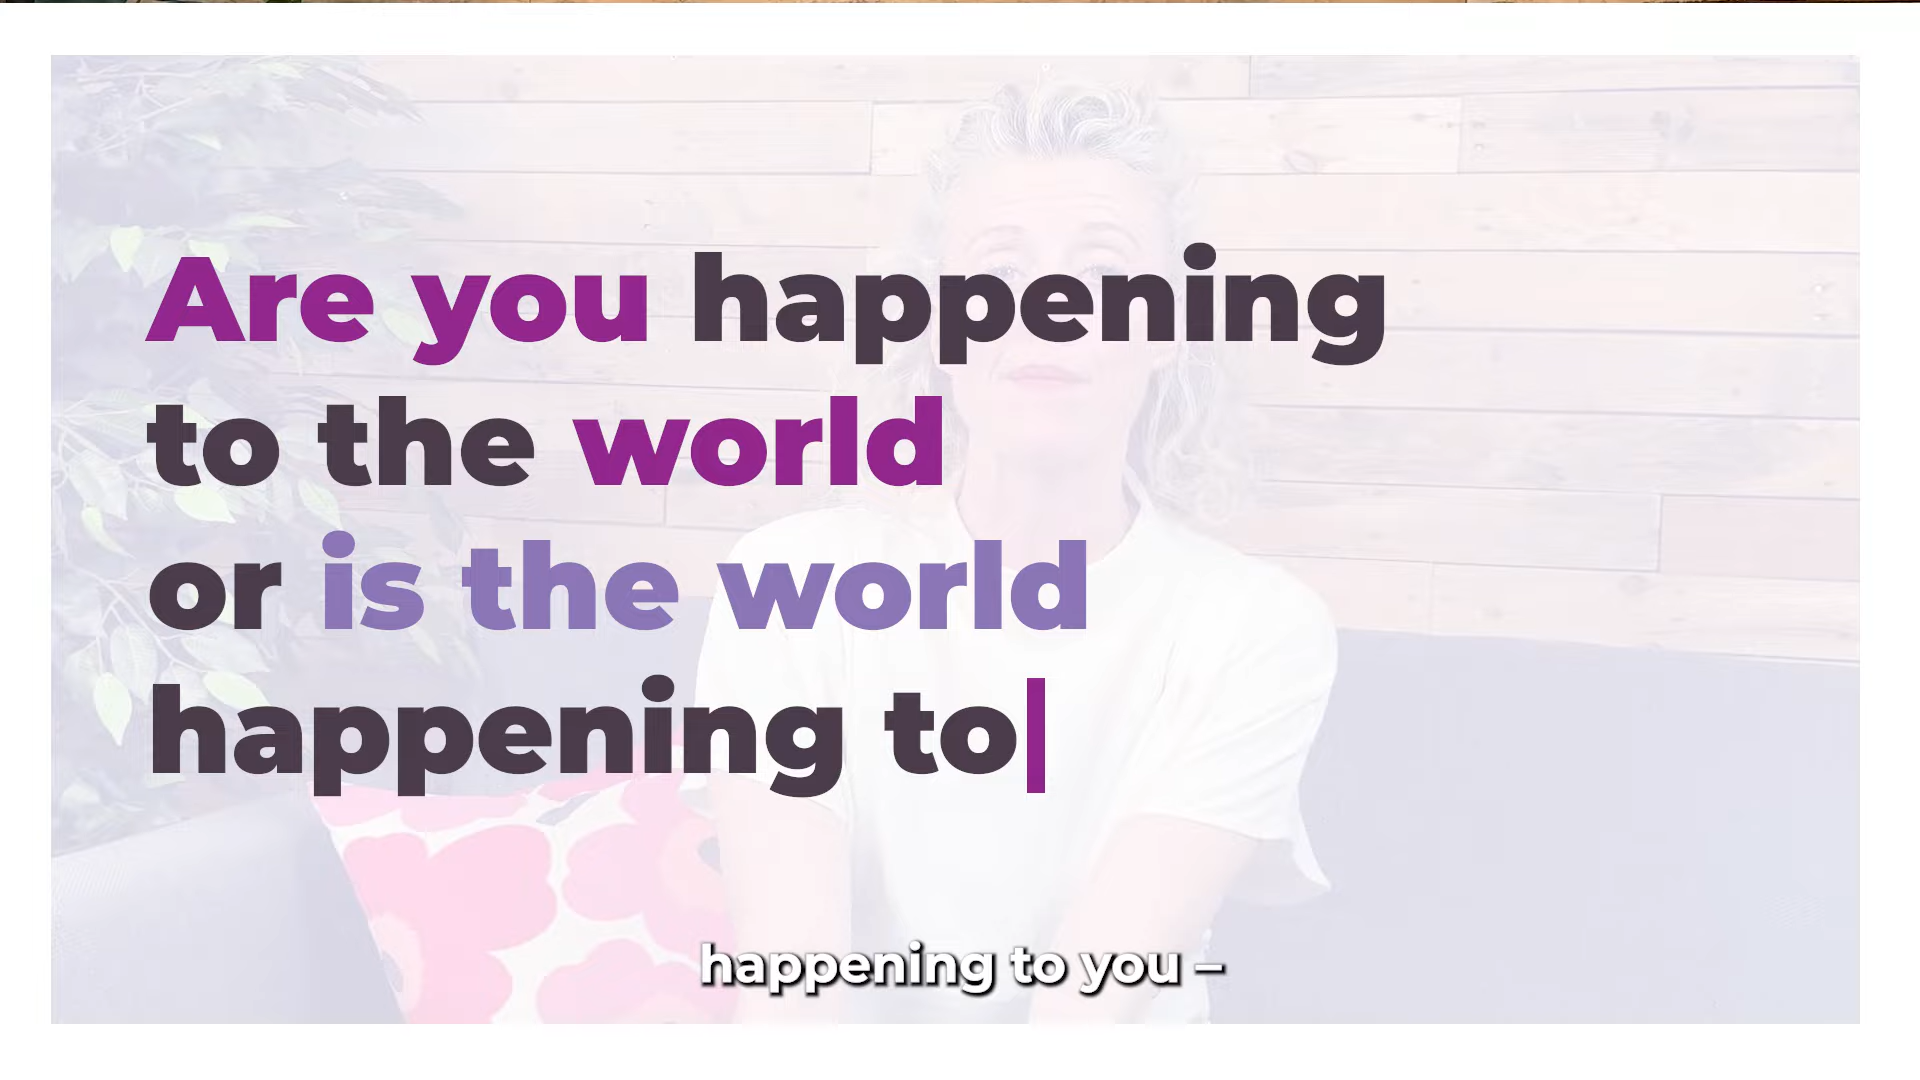 Are you happening
to the world
or is the world
happening to
happening to you –